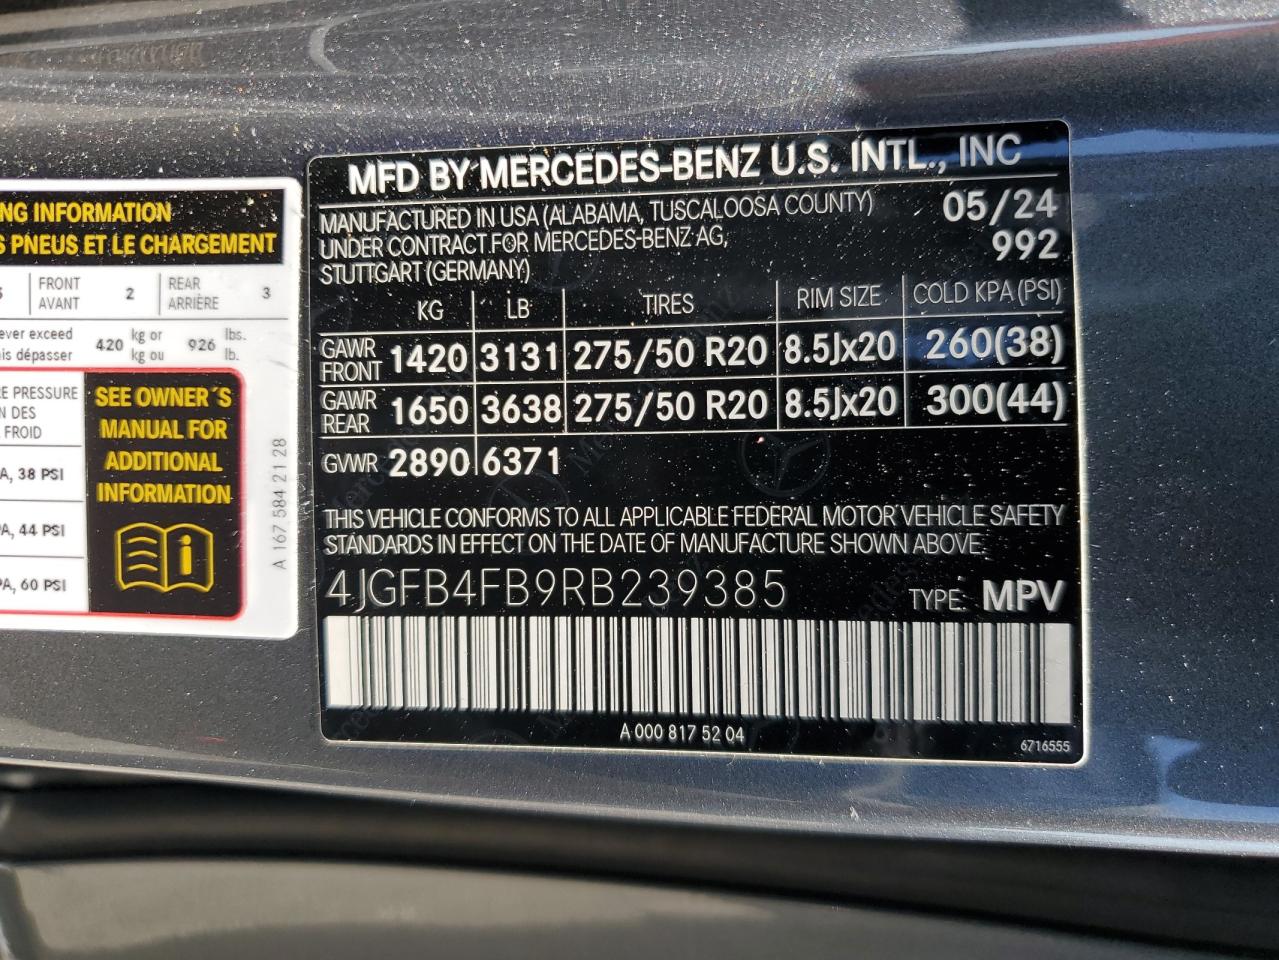 NG INFORMATION
S PNEUS ET LE CHARGEMENT
FRONT AVANT 2 REAR ARRIÈRE 3
ever exceed 420 kg or 926 lbs.
is dépasser kg ou lb.
E PRESSURE
N DES
FROID
A, 38 PSI
A, 44 PSI
PA, 60 PSI
SEE OWNER´S
MANUAL FOR
ADDITIONAL
INFORMATION
A 167 584 21 28
MFD BY MERCEDES-BENZ U.S. INTL., INC
MANUFACTURED IN USA (ALABAMA, TUSCALOOSA COUNTY) 05/24
UNDER CONTRACT FOR MERCEDES-BENZ AG, 992
STUTTGART (GERMANY)
KG LB TIRES RIM SIZE COLD KPA (PSI)
GAWR FRONT 1420 3131 275/50 R20 8.5Jx20 260(38)
GAWR REAR 1650 3638 275/50 R20 8.5Jx20 300(44)
GVWR 2890 6371
THIS VEHICLE CONFORMS TO ALL APPLICABLE FEDERAL MOTOR VEHICLE SAFETY
STANDARDS IN EFFECT ON THE DATE OF MANUFACTURE SHOWN ABOVE.
4JGFB4FB9RB239385 TYPE: MPV
A 000 817 52 04
6716555